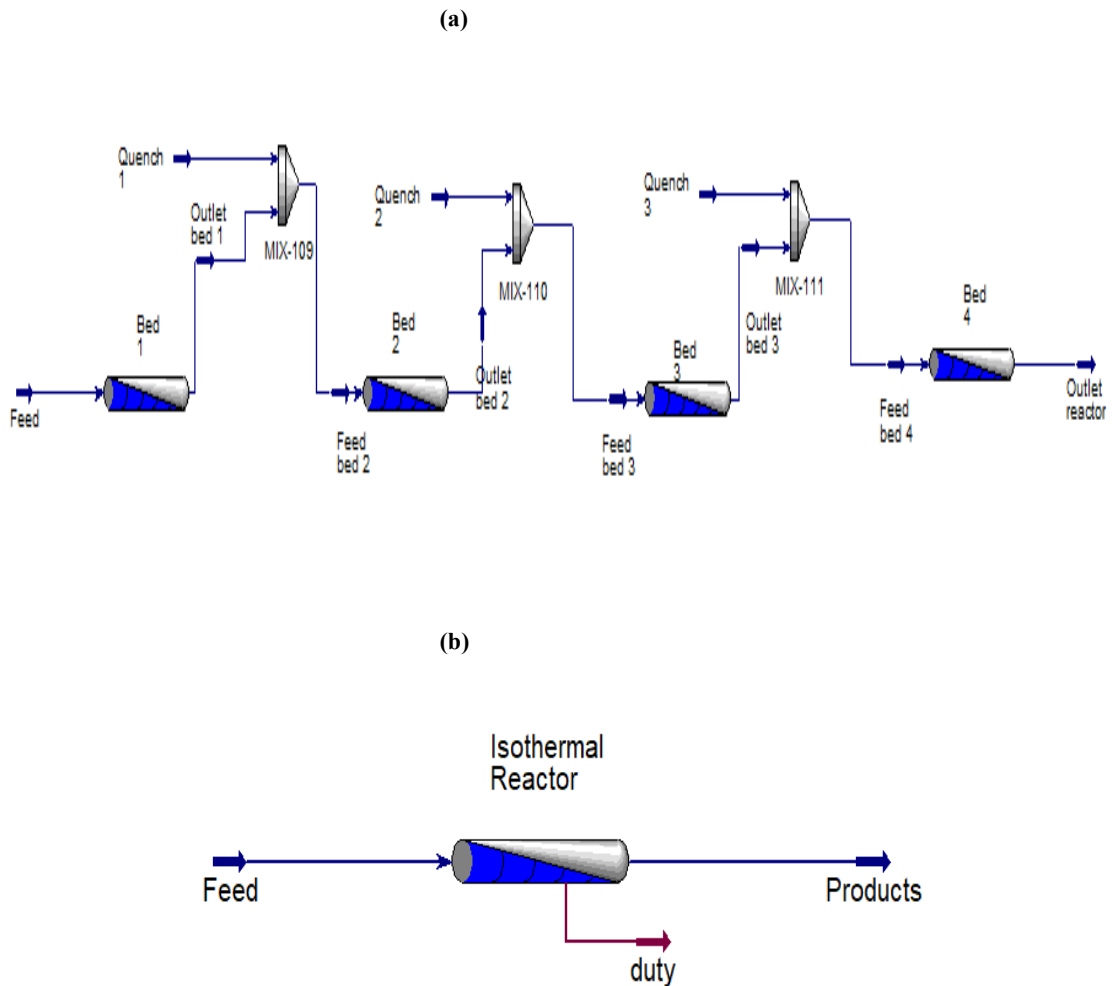 (a)
Quench
1
Outlet
bed 1
MIX-109
Quench
2
MIX-110
Quench
3
MIX-111
Bed
1
Bed
2
Outlet
bed 2
Bed
3
Outlet
bed 3
Bed
4
Feed
Feed
bed 2
Feed
bed 3
Feed
bed 4
Outlet
reactor
(b)
Isothermal
Reactor
Feed
Products
duty